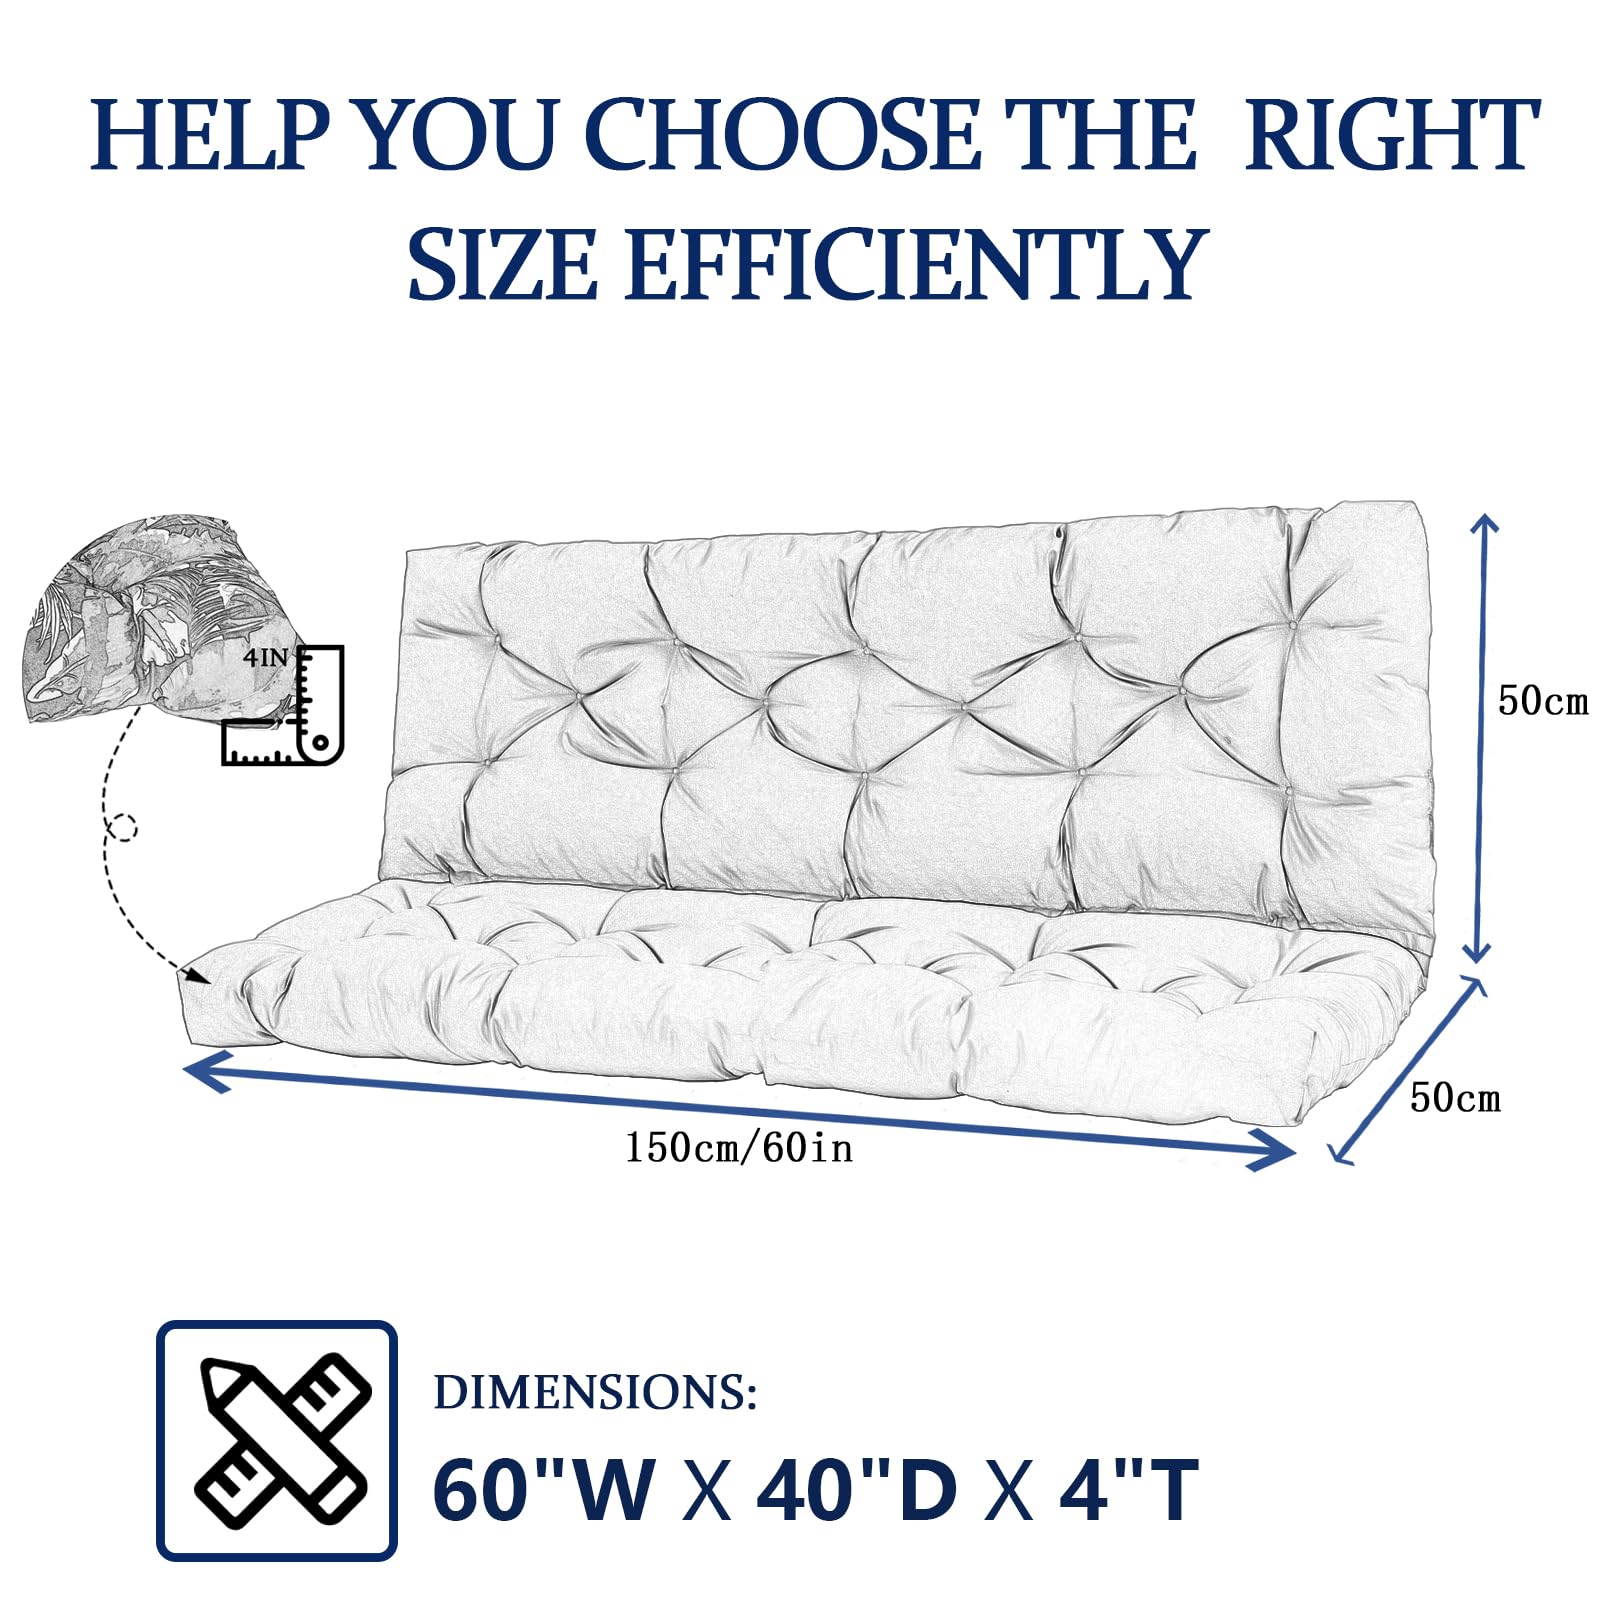 HELP YOU CHOOSE THE RIGHT
SIZE EFFICIENTLY
4IN
50cm
50cm
150cm/60in
DIMENSIONS:
60"W X 40"D X 4"T